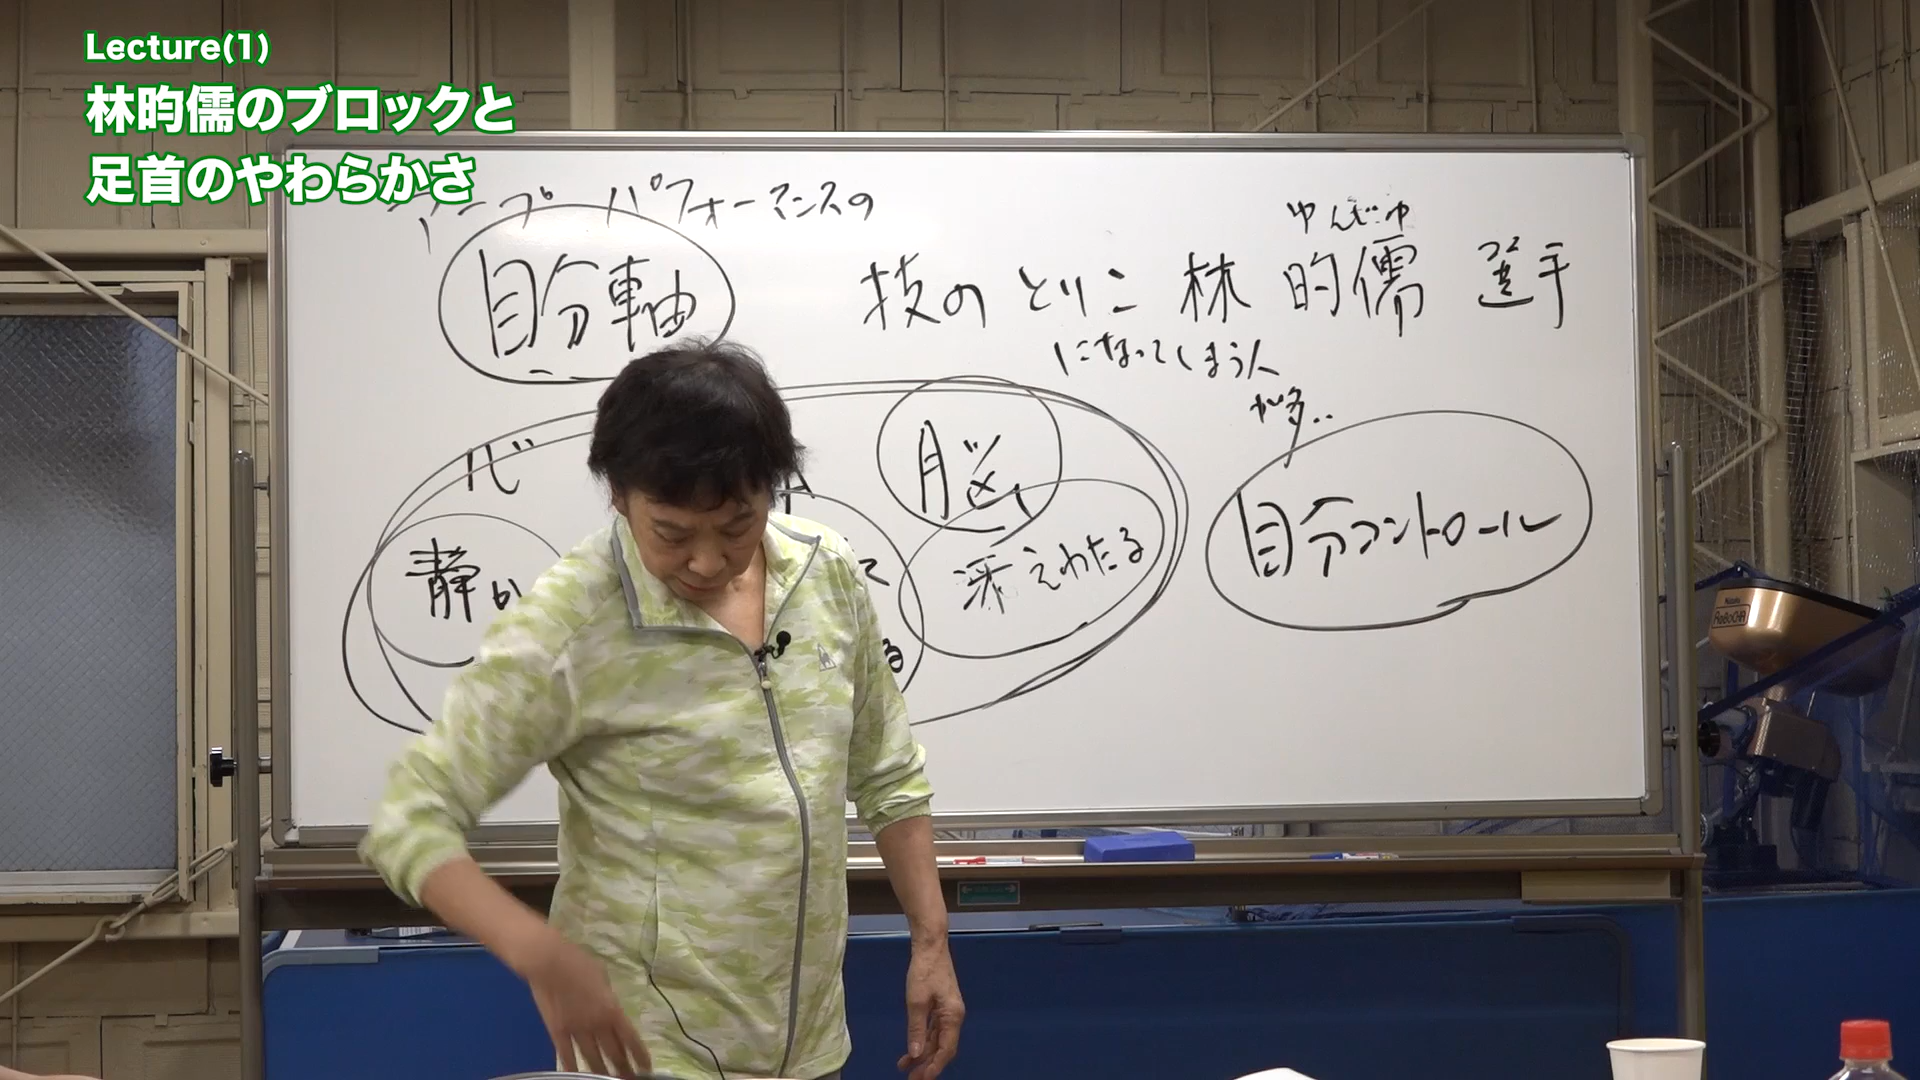 Lecture(1)
林昀儒のブロックと
足首のやわらかさ
パフォーマンスの
自分軸
技のとりこ 林 昀儒 選手
ゆんじゅ
になってしまう人
が多..
心
脳
静か
て
る
冴えわたる
自分コントロール